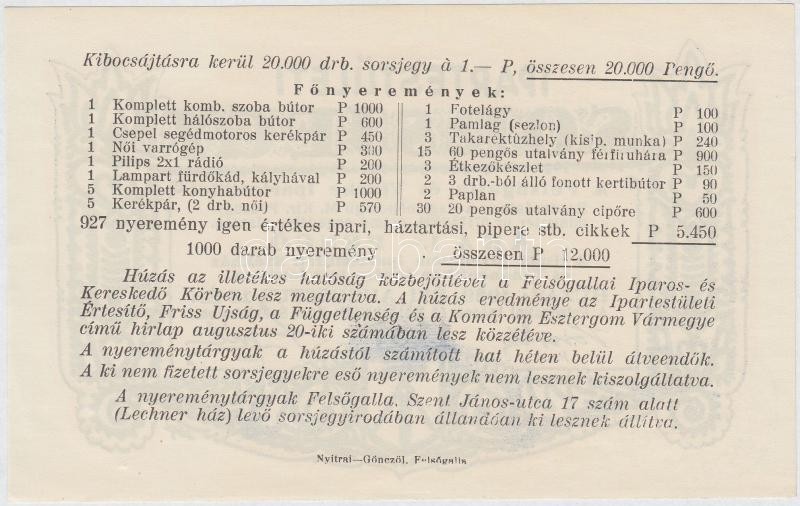 Kibocsájtásra kerül 20.000 drb. sorsjegy à 1.— P, összesen 20.000 Pengő.
Főnyeremények:
1 Komplett komb. szoba bútor P 1000
1 Komplett hálószoba bútor P 600
1 Csepel segédmotoros kerékpár P 450
1 Női varrógép P 300
1 Pilips 2x1 rádió P 200
1 Lampart fürdőkád, kályhával P 200
5 Komplett konyhabútor P 1000
5 Kerékpár, (2 drb. női) P 570
1 Fotelágy P 100
1 Pamlag (sezlon) P 100
3 Takaréktűzhely (kisip. munka) P 240
15 60 pengős utalvány férfiruhára P 900
3 Étkezőkészlet P 150
2 3 drb.-ból álló fonott kertibútor P 90
2 Paplan P 50
30 20 pengős utalvány cipőre P 600
927 nyeremény igen értékes ipari, háztartási, pipere stb. cikkek P 5.450
1000 darab nyeremény . összesen P 12.000
Húzás az illetékes hatóság közbejöttével a Felsőgallai Iparos- és
Kereskedő Körben lesz megtartva. A húzás eredménye az Ipartestületi
Értesítő, Friss Ujság, a Függetlenség és a Komárom Esztergom Vármegye
című hírlap augusztus 20-iki számában lesz közzétéve.
A nyereménytárgyak a húzástól számított hat héten belül átveendők.
A ki nem fizetett sorsjegyekre eső nyeremények nem lesznek kiszolgáltatva.
A nyereménytárgyak Felsőgalla, Szent János-utca 17 szám alatt
(Lechner ház) levő sorsjegyirodában állandóan ki lesznek állítva.
Nyitrai—Gönczöl, Felsőgalla
darabanth